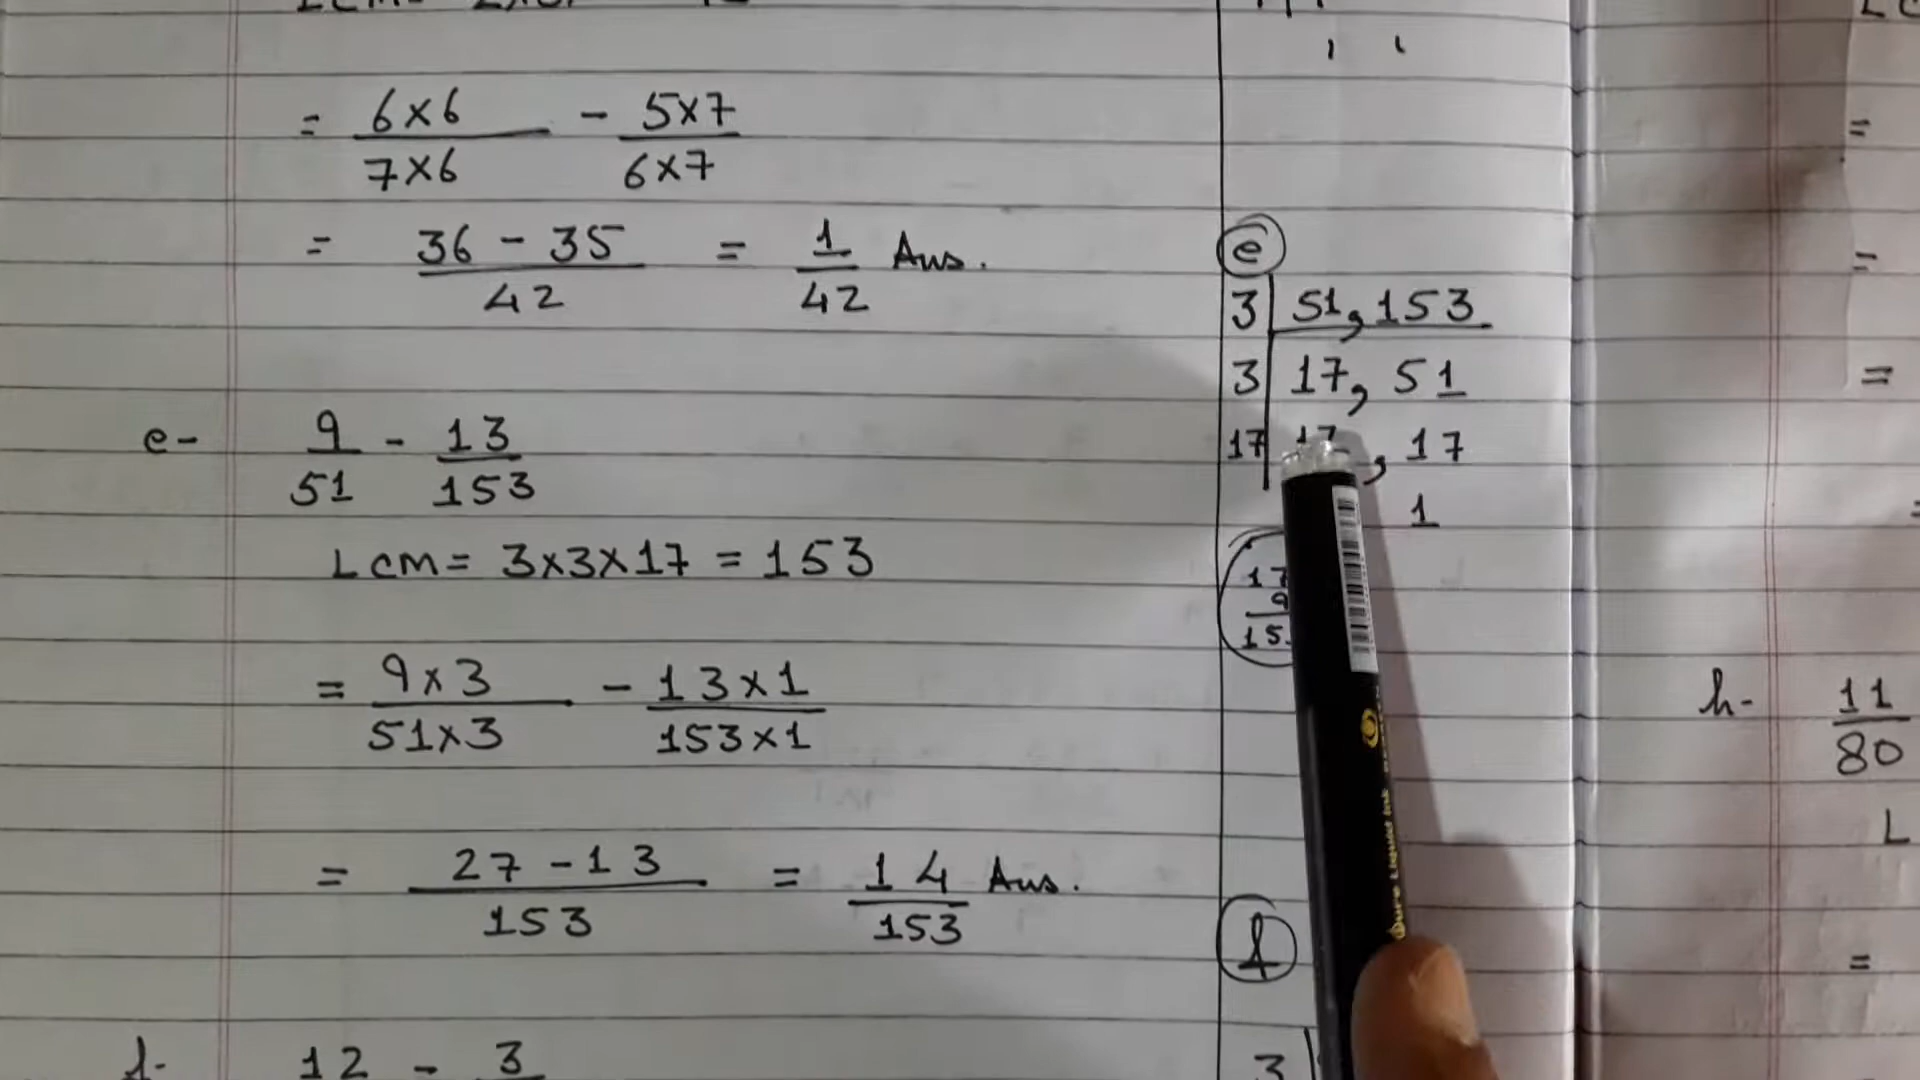 = 6×6/7×6 - 5×7/6×7
= 36 - 35/42 = 1/42 Ans.
e- 9/51 - 13/153
LCM = 3×3×17 = 153
= 9×3/51×3 - 13×1/153×1
= 27 - 13/153 = 14/153 Ans.
f- 12 - 3
e
3 | 51, 153
3 | 17, 51
17 | 17, 17
1
17
9
f
3
=
=
=
=
h- 11/80
L
=